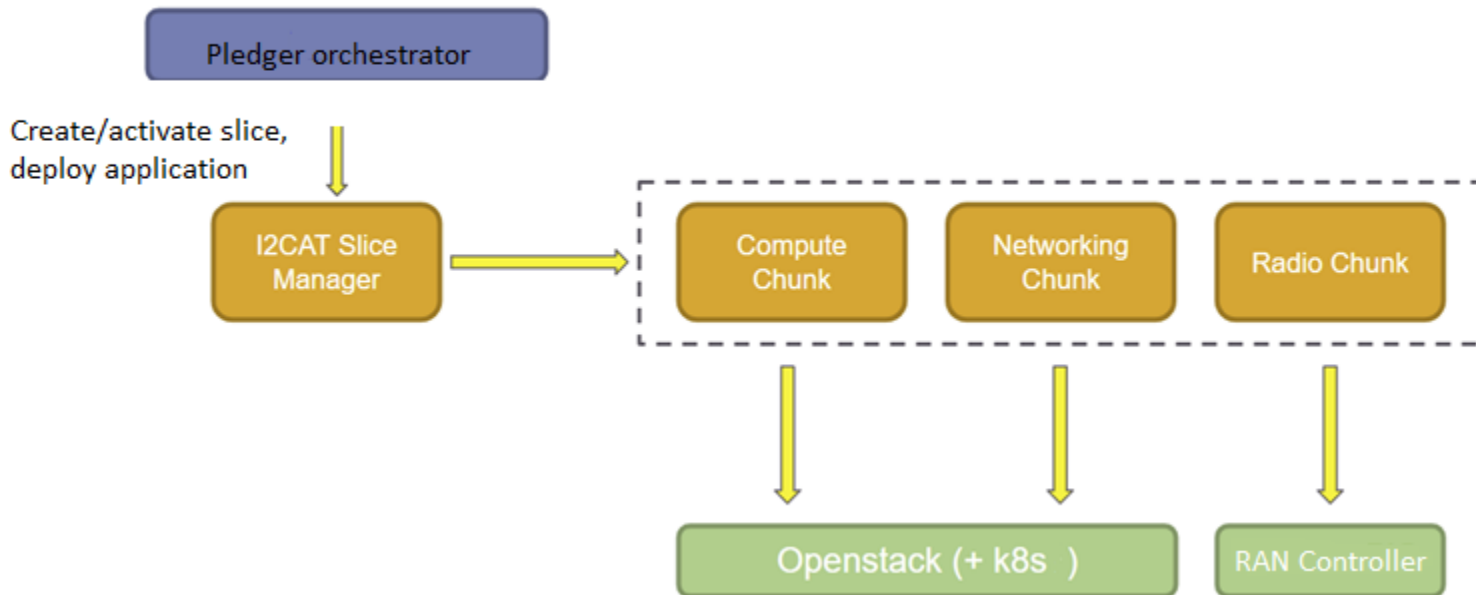 Pledger orchestrator
Create/activate slice,
deploy application
I2CAT Slice
Manager
Compute
Chunk
Networking
Chunk
Radio Chunk
Openstack (+ k8s )
RAN Controller